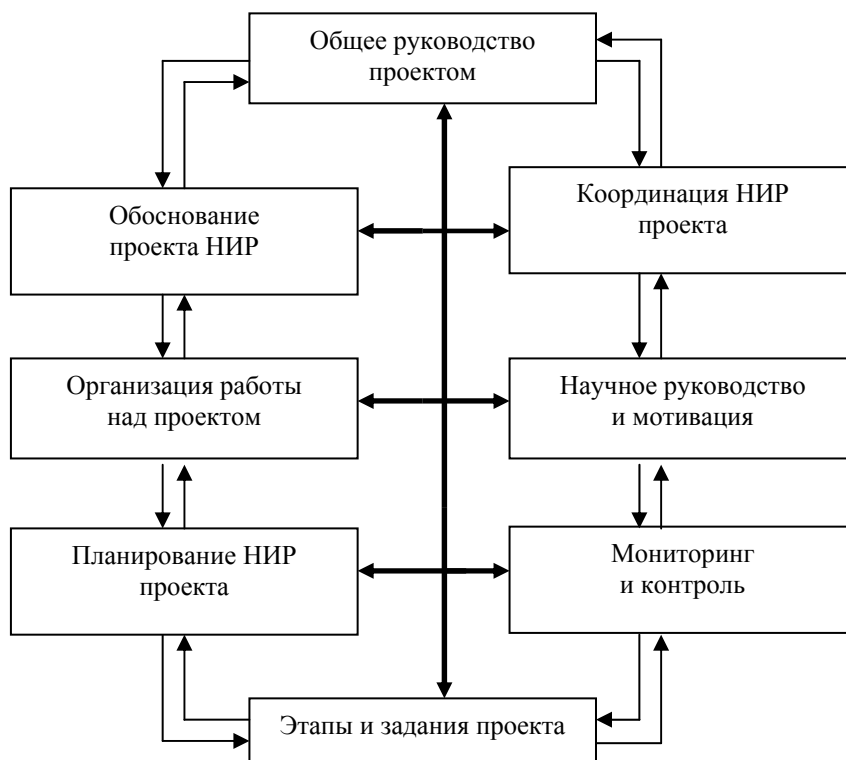 Общее руководство
проектом
Обоснование
проекта НИР
Координация НИР
проекта
Организация работы
над проектом
Научное руководство
и мотивация
Планирование НИР
проекта
Мониторинг
и контроль
Этапы и задания проекта